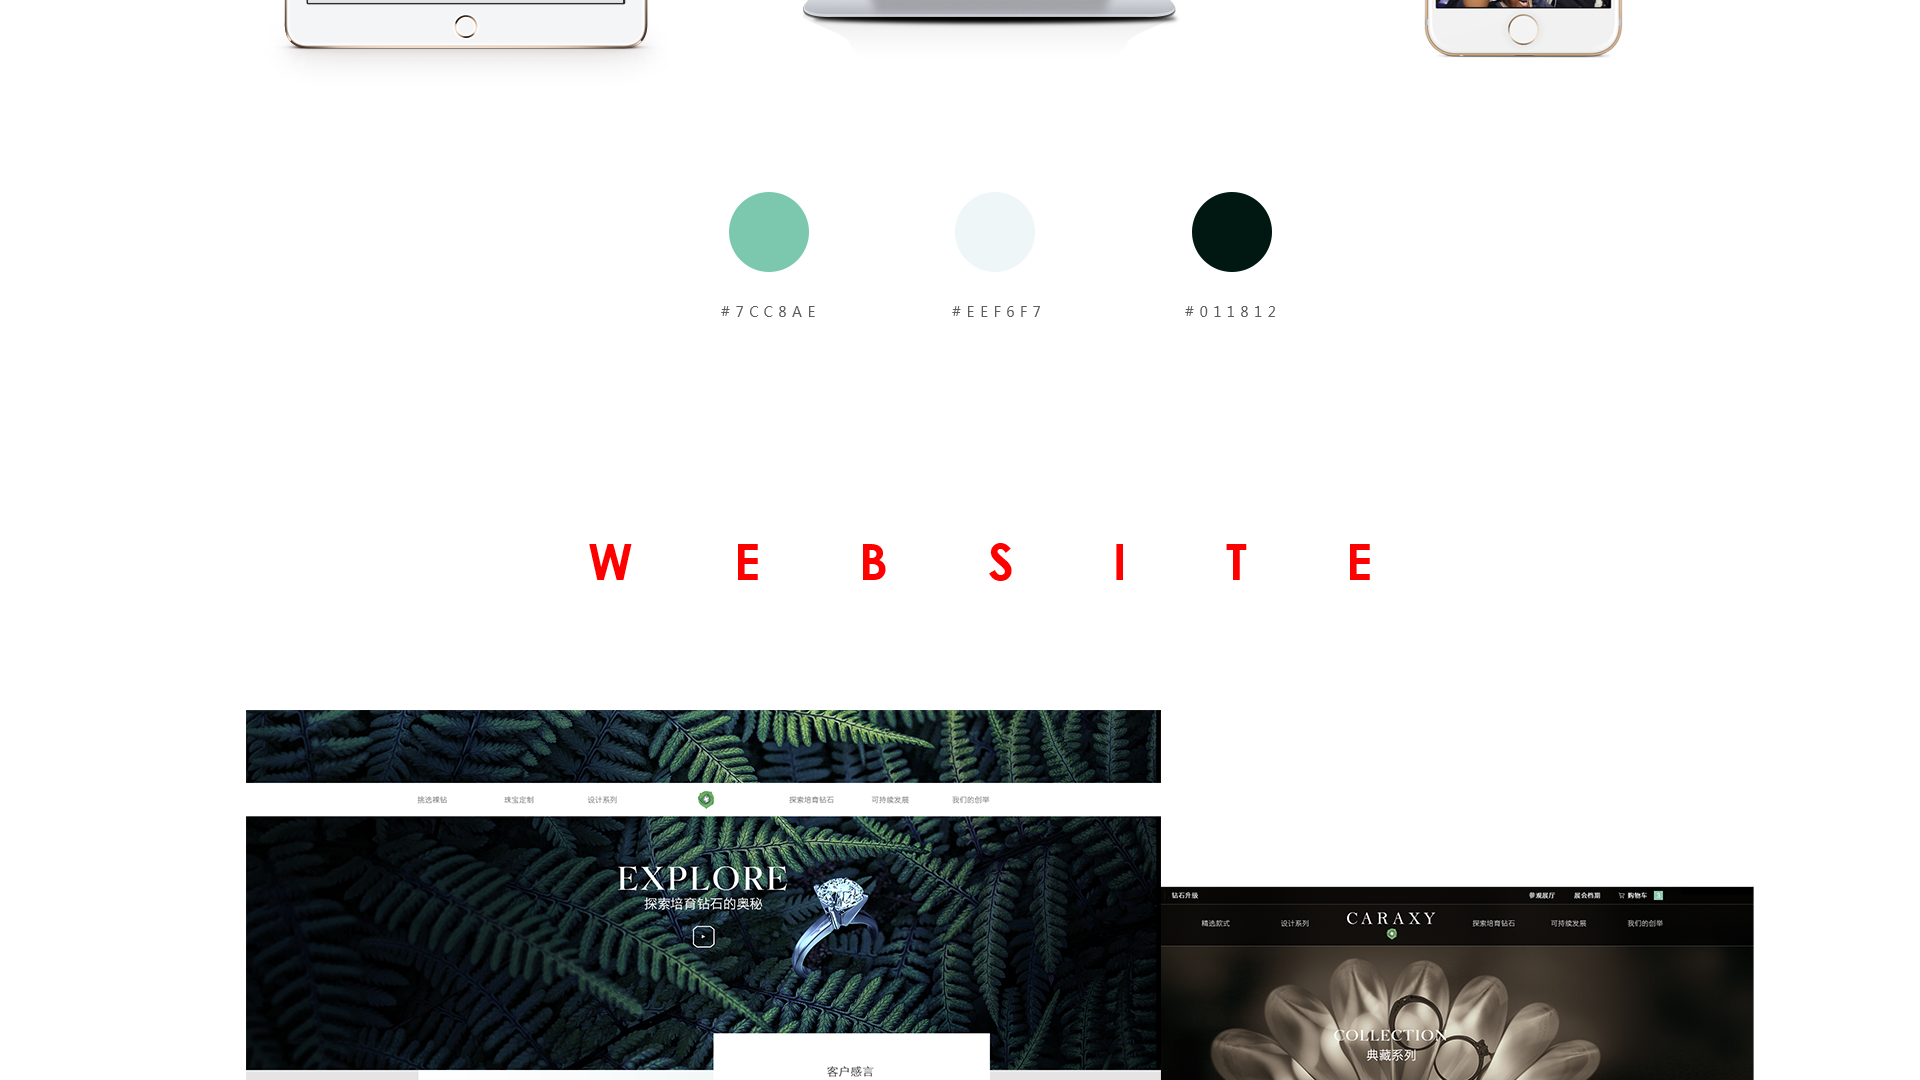 #7CC8AE
#EEF6F7
#011812
WEBSITE
挑选裸钻 珠宝定制 设计系列 探索培育钻石 可持续发展 我们的创举
EXPLORE
探索培育钻石的奥秘
客户感言
钻石升级 参观展厅 展会档期 购物车
精选款式 设计系列 CARAXY 探索培育钻石 可持续发展 我们的创举
COLLECTION
典藏系列